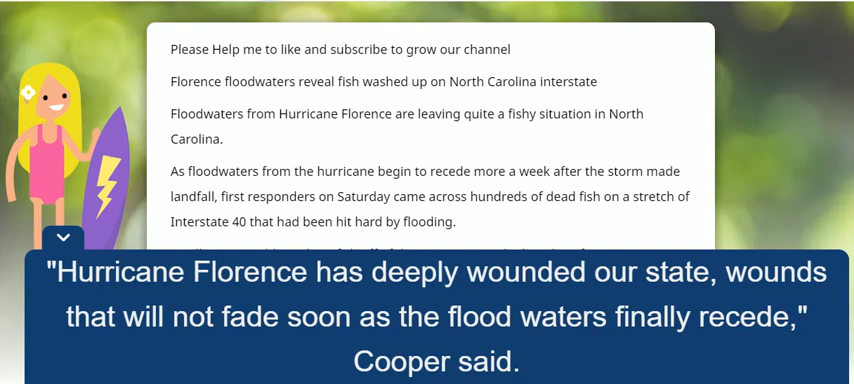 Please Help me to like and subscribe to grow our channel
Florence floodwaters reveal fish washed up on North Carolina interstate
Floodwaters from Hurricane Florence are leaving quite a fishy situation in North
Carolina.
As floodwaters from the hurricane begin to recede more a week after the storm made
landfall, first responders on Saturday came across hundreds of dead fish on a stretch of
Interstate 40 that had been hit hard by flooding.
"Hurricane Florence has deeply wounded our state, wounds
that will not fade soon as the flood waters finally recede,"
Cooper said.